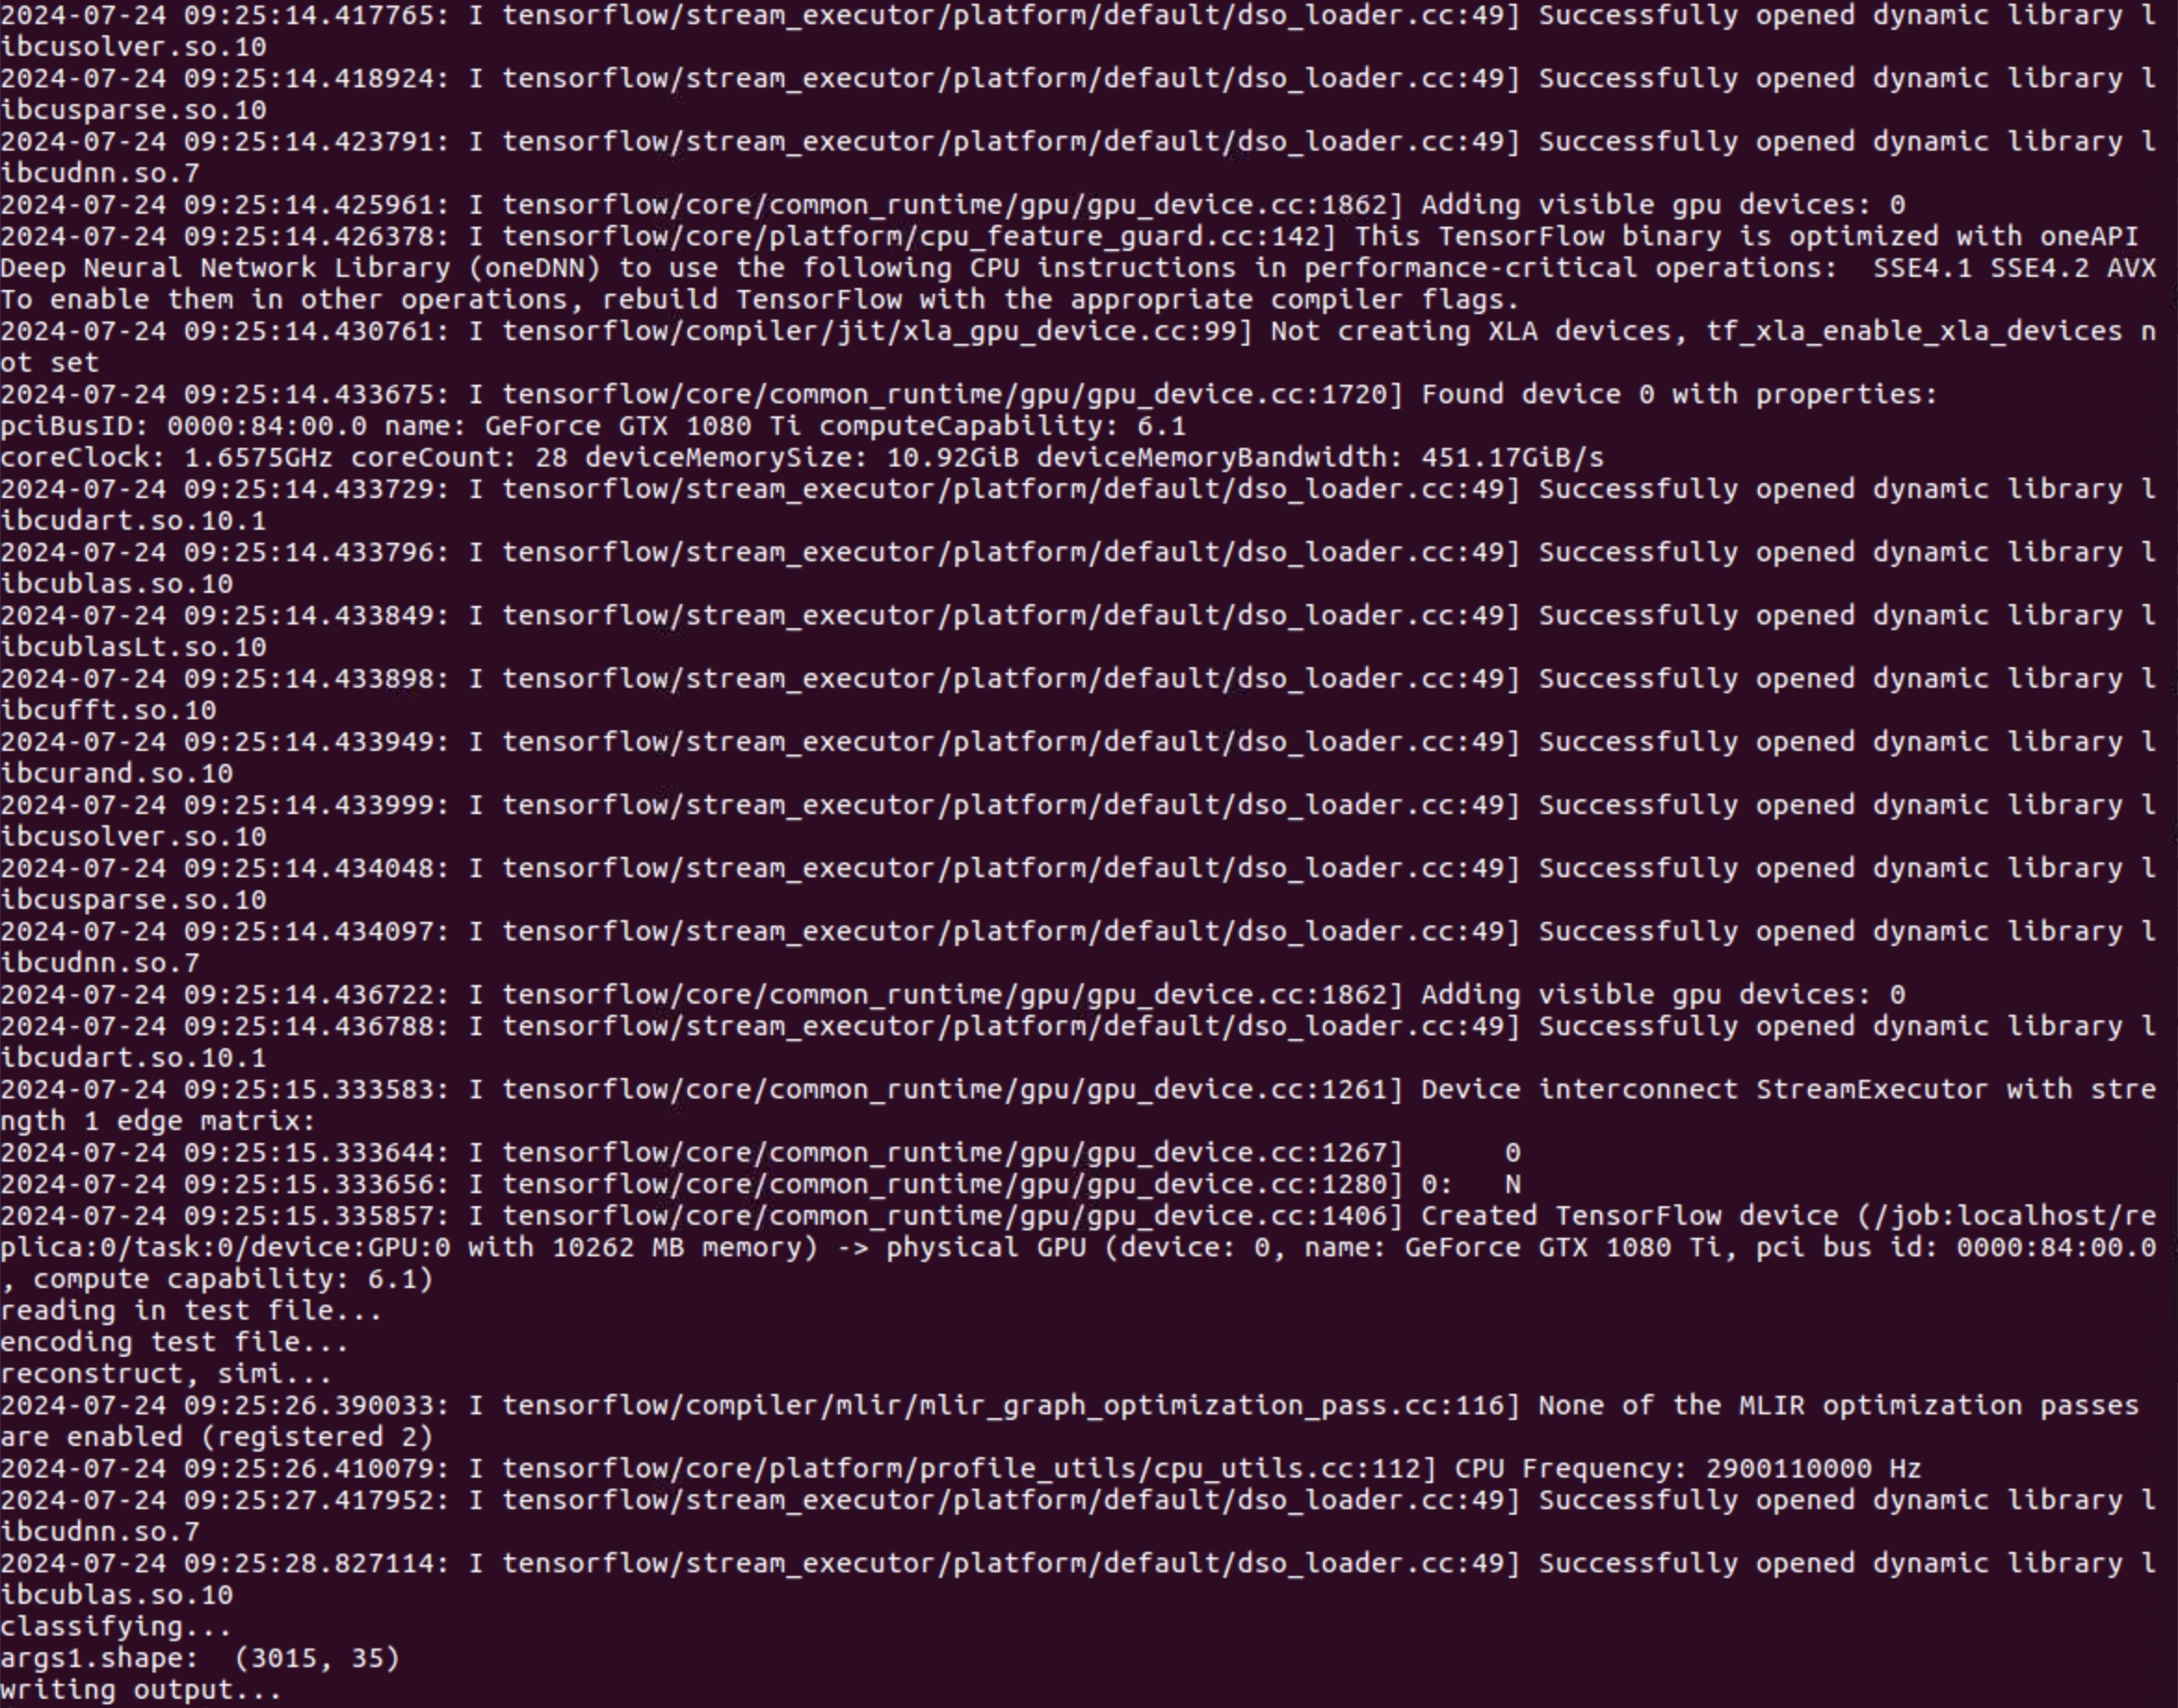 2024-07-24 09:25:14.417765: I tensorflow/stream_executor/platform/default/dso_loader.cc:49] Successfully opened dynamic library l
ibcusolver.so.10
2024-07-24 09:25:14.418924: I tensorflow/stream_executor/platform/default/dso_loader.cc:49] Successfully opened dynamic library l
ibcusparse.so.10
2024-07-24 09:25:14.423791: I tensorflow/stream_executor/platform/default/dso_loader.cc:49] Successfully opened dynamic library l
ibcudnn.so.7
2024-07-24 09:25:14.425961: I tensorflow/core/common_runtime/gpu/gpu_device.cc:1862] Adding visible gpu devices: 0
2024-07-24 09:25:14.426378: I tensorflow/core/platform/cpu_feature_guard.cc:142] This TensorFlow binary is optimized with oneAPI
Deep Neural Network Library (oneDNN) to use the following CPU instructions in performance-critical operations:  SSE4.1 SSE4.2 AVX
To enable them in other operations, rebuild TensorFlow with the appropriate compiler flags.
2024-07-24 09:25:14.430761: I tensorflow/compiler/jit/xla_gpu_device.cc:99] Not creating XLA devices, tf_xla_enable_xla_devices n
ot set
2024-07-24 09:25:14.433675: I tensorflow/core/common_runtime/gpu/gpu_device.cc:1720] Found device 0 with properties:
pciBusID: 0000:84:00.0 name: GeForce GTX 1080 Ti computeCapability: 6.1
coreClock: 1.6575GHz coreCount: 28 deviceMemorySize: 10.92GiB deviceMemoryBandwidth: 451.17GiB/s
2024-07-24 09:25:14.433729: I tensorflow/stream_executor/platform/default/dso_loader.cc:49] Successfully opened dynamic library l
ibcudart.so.10.1
2024-07-24 09:25:14.433796: I tensorflow/stream_executor/platform/default/dso_loader.cc:49] Successfully opened dynamic library l
ibcublas.so.10
2024-07-24 09:25:14.433849: I tensorflow/stream_executor/platform/default/dso_loader.cc:49] Successfully opened dynamic library l
ibcublasLt.so.10
2024-07-24 09:25:14.433898: I tensorflow/stream_executor/platform/default/dso_loader.cc:49] Successfully opened dynamic library l
ibcufft.so.10
2024-07-24 09:25:14.433949: I tensorflow/stream_executor/platform/default/dso_loader.cc:49] Successfully opened dynamic library l
ibcurand.so.10
2024-07-24 09:25:14.433999: I tensorflow/stream_executor/platform/default/dso_loader.cc:49] Successfully opened dynamic library l
ibcusolver.so.10
2024-07-24 09:25:14.434048: I tensorflow/stream_executor/platform/default/dso_loader.cc:49] Successfully opened dynamic library l
ibcusparse.so.10
2024-07-24 09:25:14.434097: I tensorflow/stream_executor/platform/default/dso_loader.cc:49] Successfully opened dynamic library l
ibcudnn.so.7
2024-07-24 09:25:14.436722: I tensorflow/core/common_runtime/gpu/gpu_device.cc:1862] Adding visible gpu devices: 0
2024-07-24 09:25:14.436788: I tensorflow/stream_executor/platform/default/dso_loader.cc:49] Successfully opened dynamic library l
ibcudart.so.10.1
2024-07-24 09:25:15.333583: I tensorflow/core/common_runtime/gpu/gpu_device.cc:1261] Device interconnect StreamExecutor with stre
ngth 1 edge matrix:
2024-07-24 09:25:15.333644: I tensorflow/core/common_runtime/gpu/gpu_device.cc:1267]      0
2024-07-24 09:25:15.333656: I tensorflow/core/common_runtime/gpu/gpu_device.cc:1280] 0:   N
2024-07-24 09:25:15.335857: I tensorflow/core/common_runtime/gpu/gpu_device.cc:1406] Created TensorFlow device (/job:localhost/re
plica:0/task:0/device:GPU:0 with 10262 MB memory) -> physical GPU (device: 0, name: GeForce GTX 1080 Ti, pci bus id: 0000:84:00.0
, compute capability: 6.1)
reading in test file...
encoding test file...
reconstruct, simi...
2024-07-24 09:25:26.390033: I tensorflow/compiler/mlir/mlir_graph_optimization_pass.cc:116] None of the MLIR optimization passes
are enabled (registered 2)
2024-07-24 09:25:26.410079: I tensorflow/core/platform/profile_utils/cpu_utils.cc:112] CPU Frequency: 2900110000 Hz
2024-07-24 09:25:27.417952: I tensorflow/stream_executor/platform/default/dso_loader.cc:49] Successfully opened dynamic library l
ibcudnn.so.7
2024-07-24 09:25:28.827114: I tensorflow/stream_executor/platform/default/dso_loader.cc:49] Successfully opened dynamic library l
ibcublas.so.10
classifying...
args1.shape:  (3015, 35)
writing output...